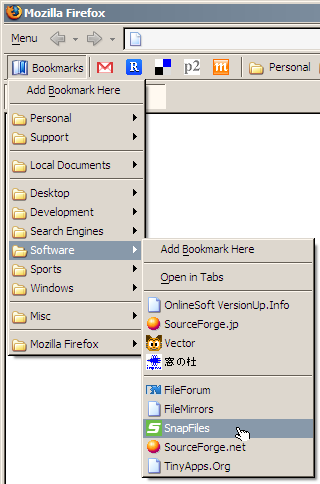 Mozilla Firefox
Menu
Bookmarks
R
p2
m
Personal
Add Bookmark Here
Personal
Support
Local Documents
Desktop
Development
Search Engines
Software
Sports
Windows
Misc
Mozilla Firefox
Add Bookmark Here
Open in Tabs
OnlineSoft VersionUp.Info
SourceForge.jp
Vector
窓の杜
FileForum
FileMirrors
S SnapFiles
SourceForge.net
TinyApps.Org